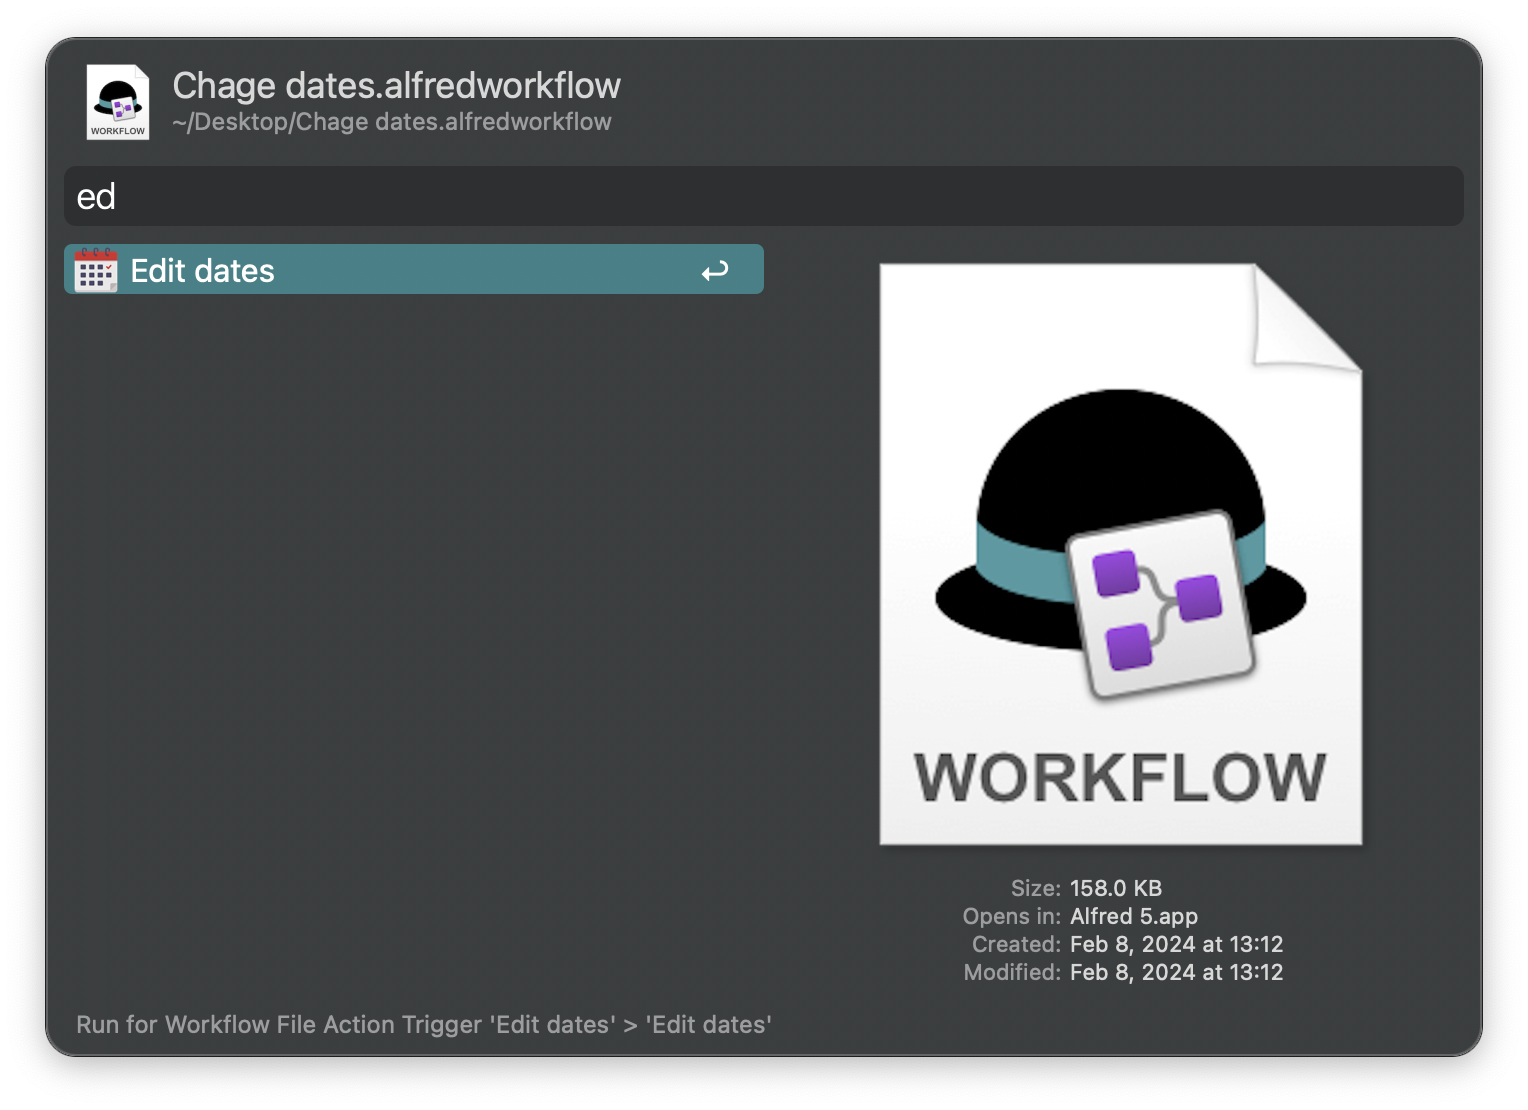 WORKFLOW
Chage dates.alfredworkflow
~/Desktop/Chage dates.alfredworkflow
ed
Edit dates
WORKFLOW
Size: 158.0 KB
Opens in: Alfred 5.app
Created: Feb 8, 2024 at 13:12
Modified: Feb 8, 2024 at 13:12
Run for Workflow File Action Trigger 'Edit dates' > 'Edit dates'